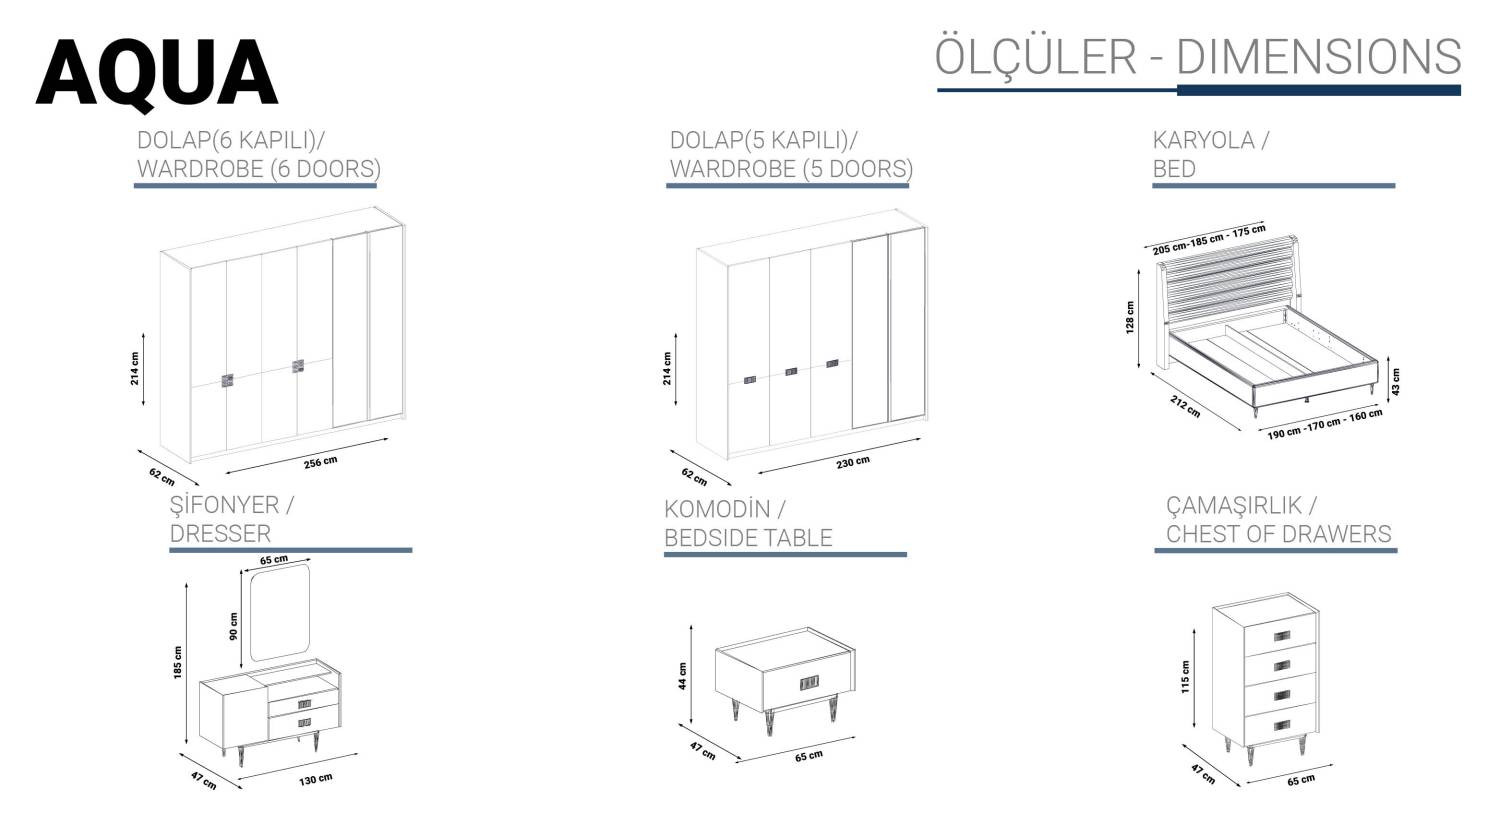 AQUA
ÖLÇÜLER - DIMENSIONS
DOLAP(6 KAPILI)/
WARDROBE (6 DOORS)
214 cm
62 cm
256 cm
DOLAP(5 KAPILI)/
WARDROBE (5 DOORS)
214 cm
62 cm
230 cm
KARYOLA /
BED
205 cm-185 cm - 175 cm
128 cm
212 cm
43 cm
190 cm -170 cm - 160 cm
ŞİFONYER /
DRESSER
65 cm
90 cm
185 cm
47 cm
130 cm
KOMODİN /
BEDSIDE TABLE
44 cm
47 cm
65 cm
ÇAMAŞIRLIK /
CHEST OF DRAWERS
115 cm
47 cm
65 cm